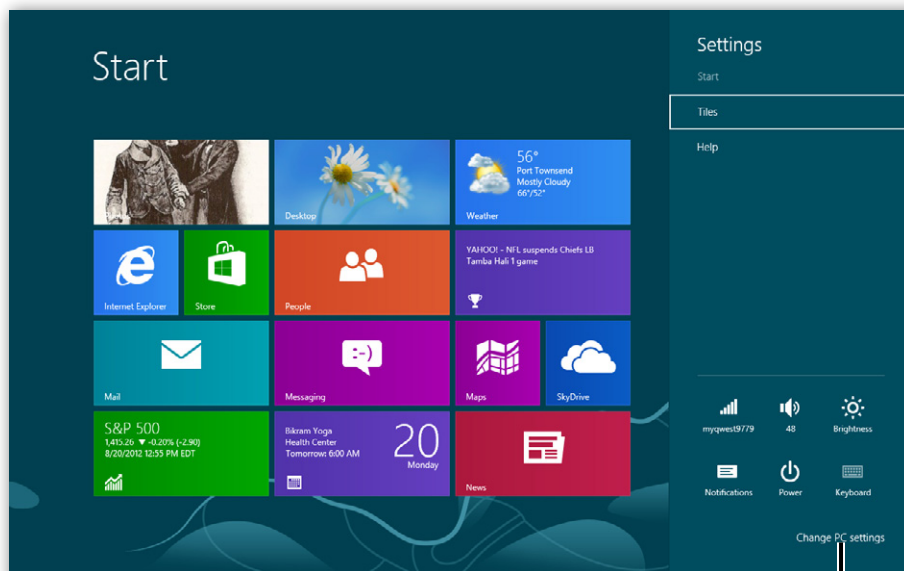 Start
Desktop
56°
Port Townsend
Mostly Cloudy
66°/52°
Weather
Internet Explorer
Store
People
YAHOO! - NFL suspends Chiefs LB
Tamba Hali 1 game
Mail
Messaging
Maps
SkyDrive
S&P 500
1,415.26 ▼ -0.20% (-2.90)
8/20/2012 12:55 PM EDT
Bikram Yoga
Health Center
Tomorrow: 6:00 AM
20
Monday
News
Settings
Start
Tiles
Help
myqwest9779
48
Brightness
Notifications
Power
Keyboard
Change PC settings